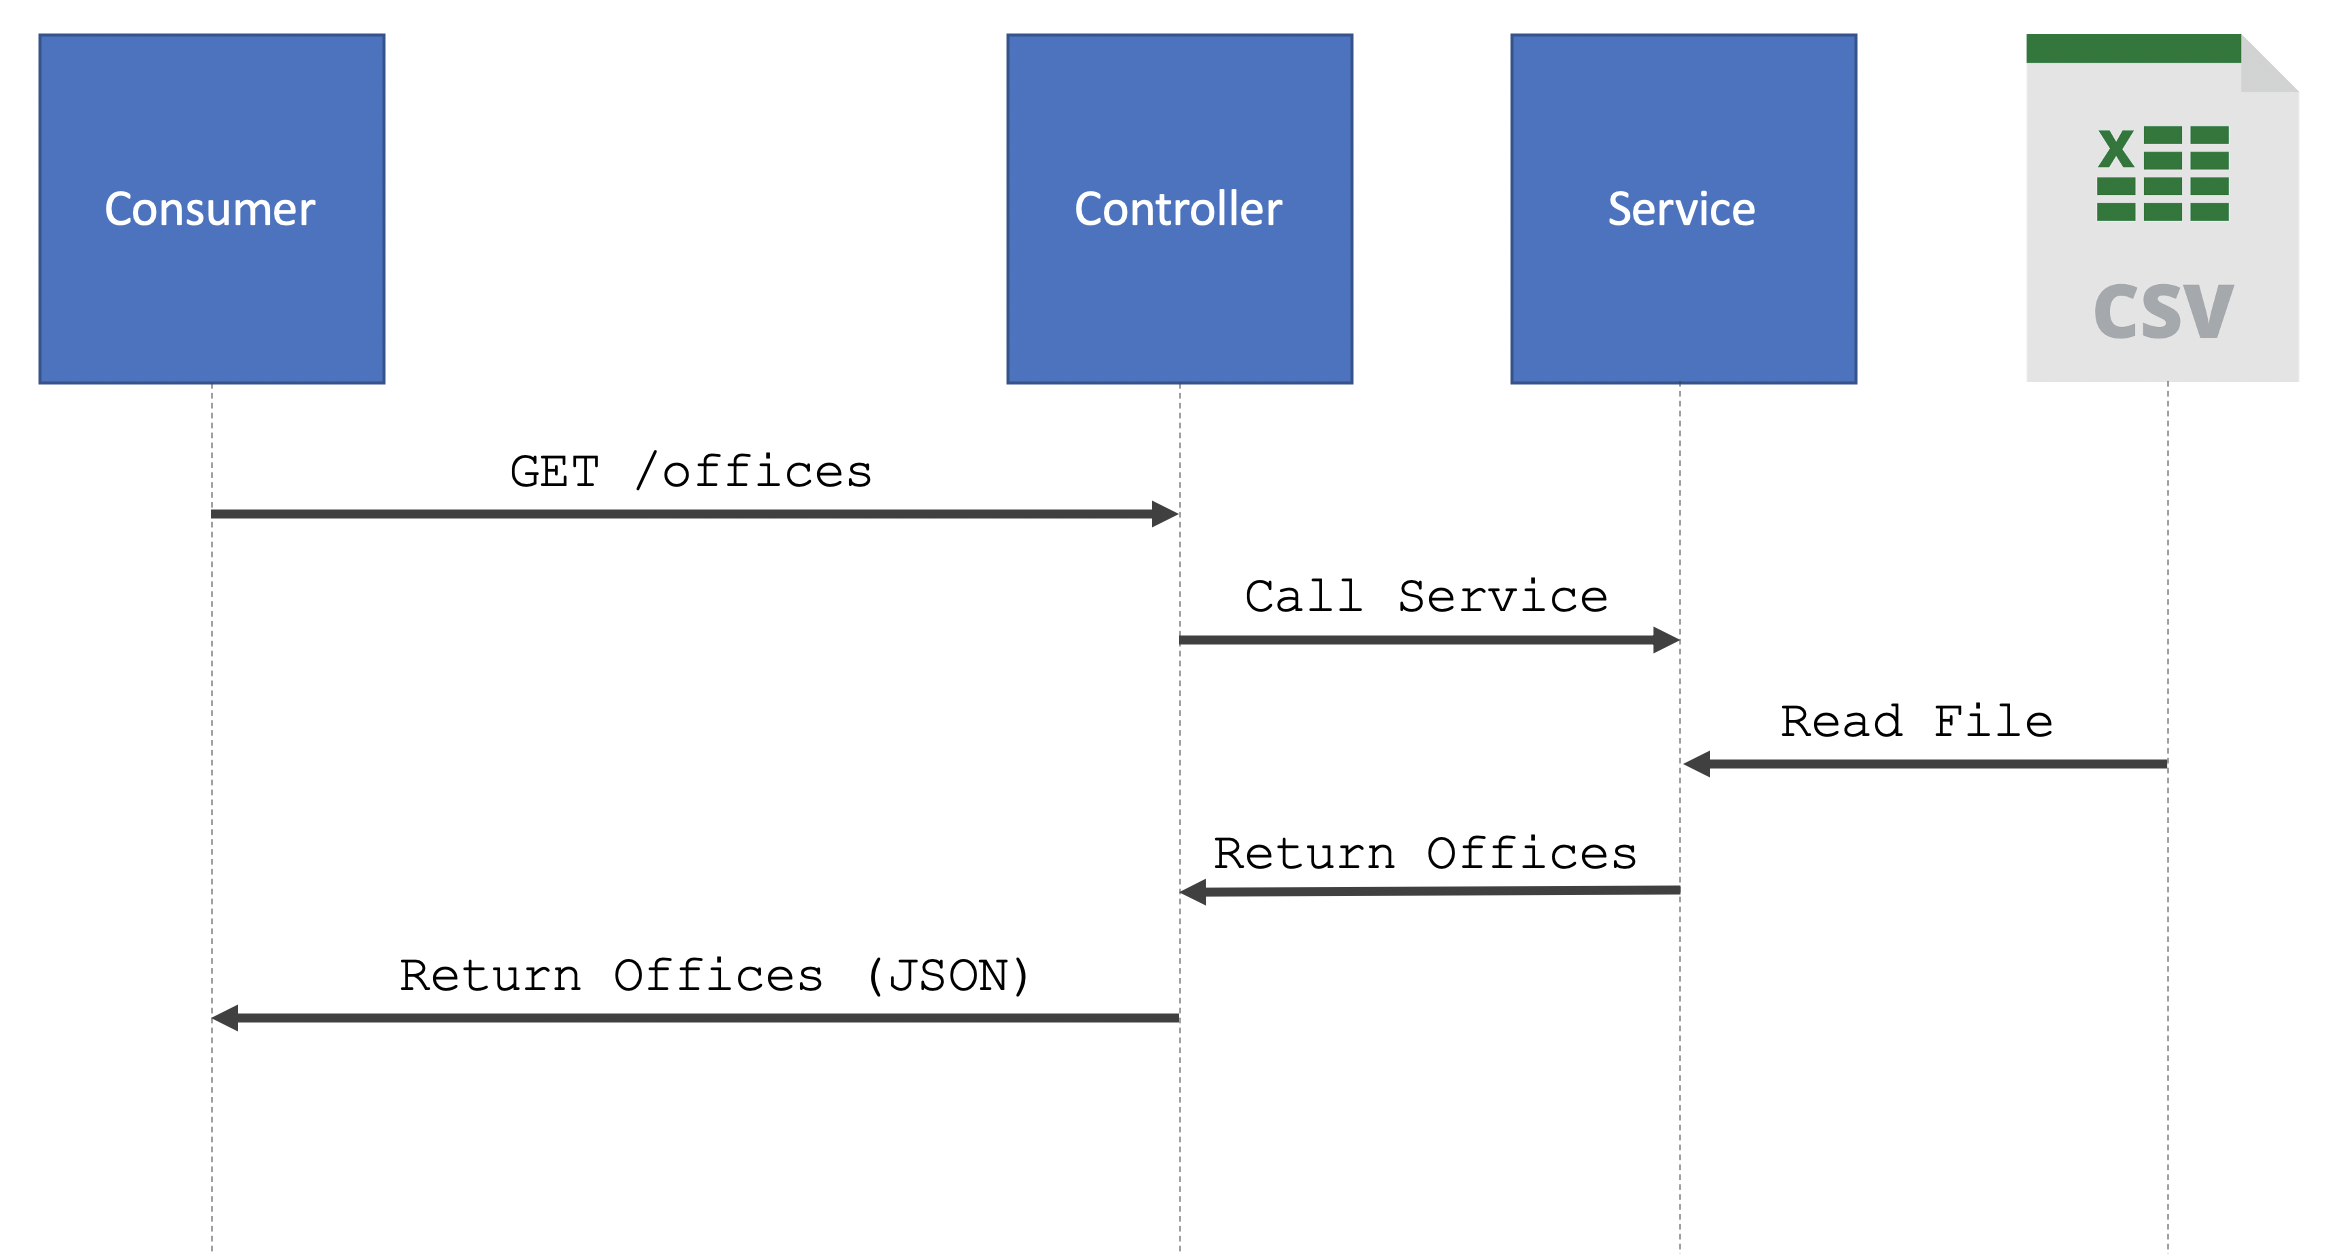 Consumer
Controller
Service
X
CSV
GET /offices
Call Service
Read File
Return Offices
Return Offices (JSON)